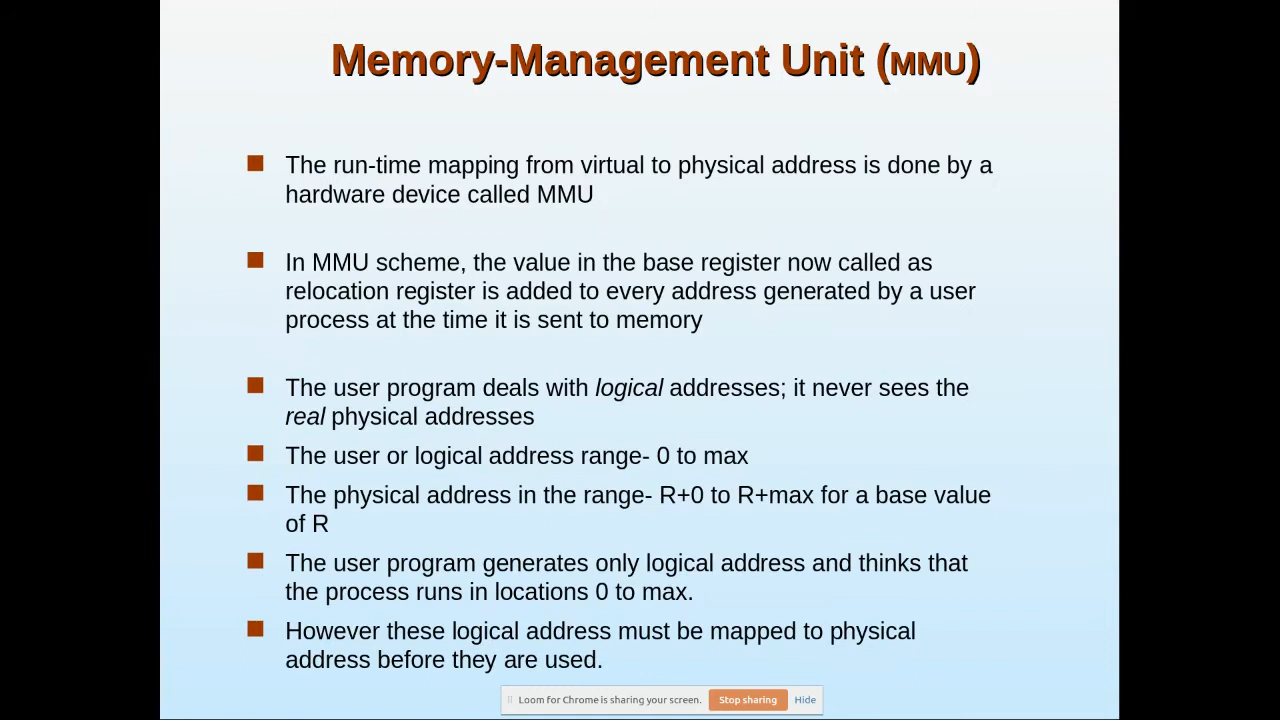 Memory-Management Unit (MMU)
The run-time mapping from virtual to physical address is done by a
hardware device called MMU
In MMU scheme, the value in the base register now called as
relocation register is added to every address generated by a user
process at the time it is sent to memory
The user program deals with logical addresses; it never sees the
real physical addresses
The user or logical address range- 0 to max
The physical address in the range- R+0 to R+max for a base value
of R
The user program generates only logical address and thinks that
the process runs in locations 0 to max.
However these logical address must be mapped to physical
address before they are used.
Loom for Chrome is sharing your screen. Stop sharing Hide